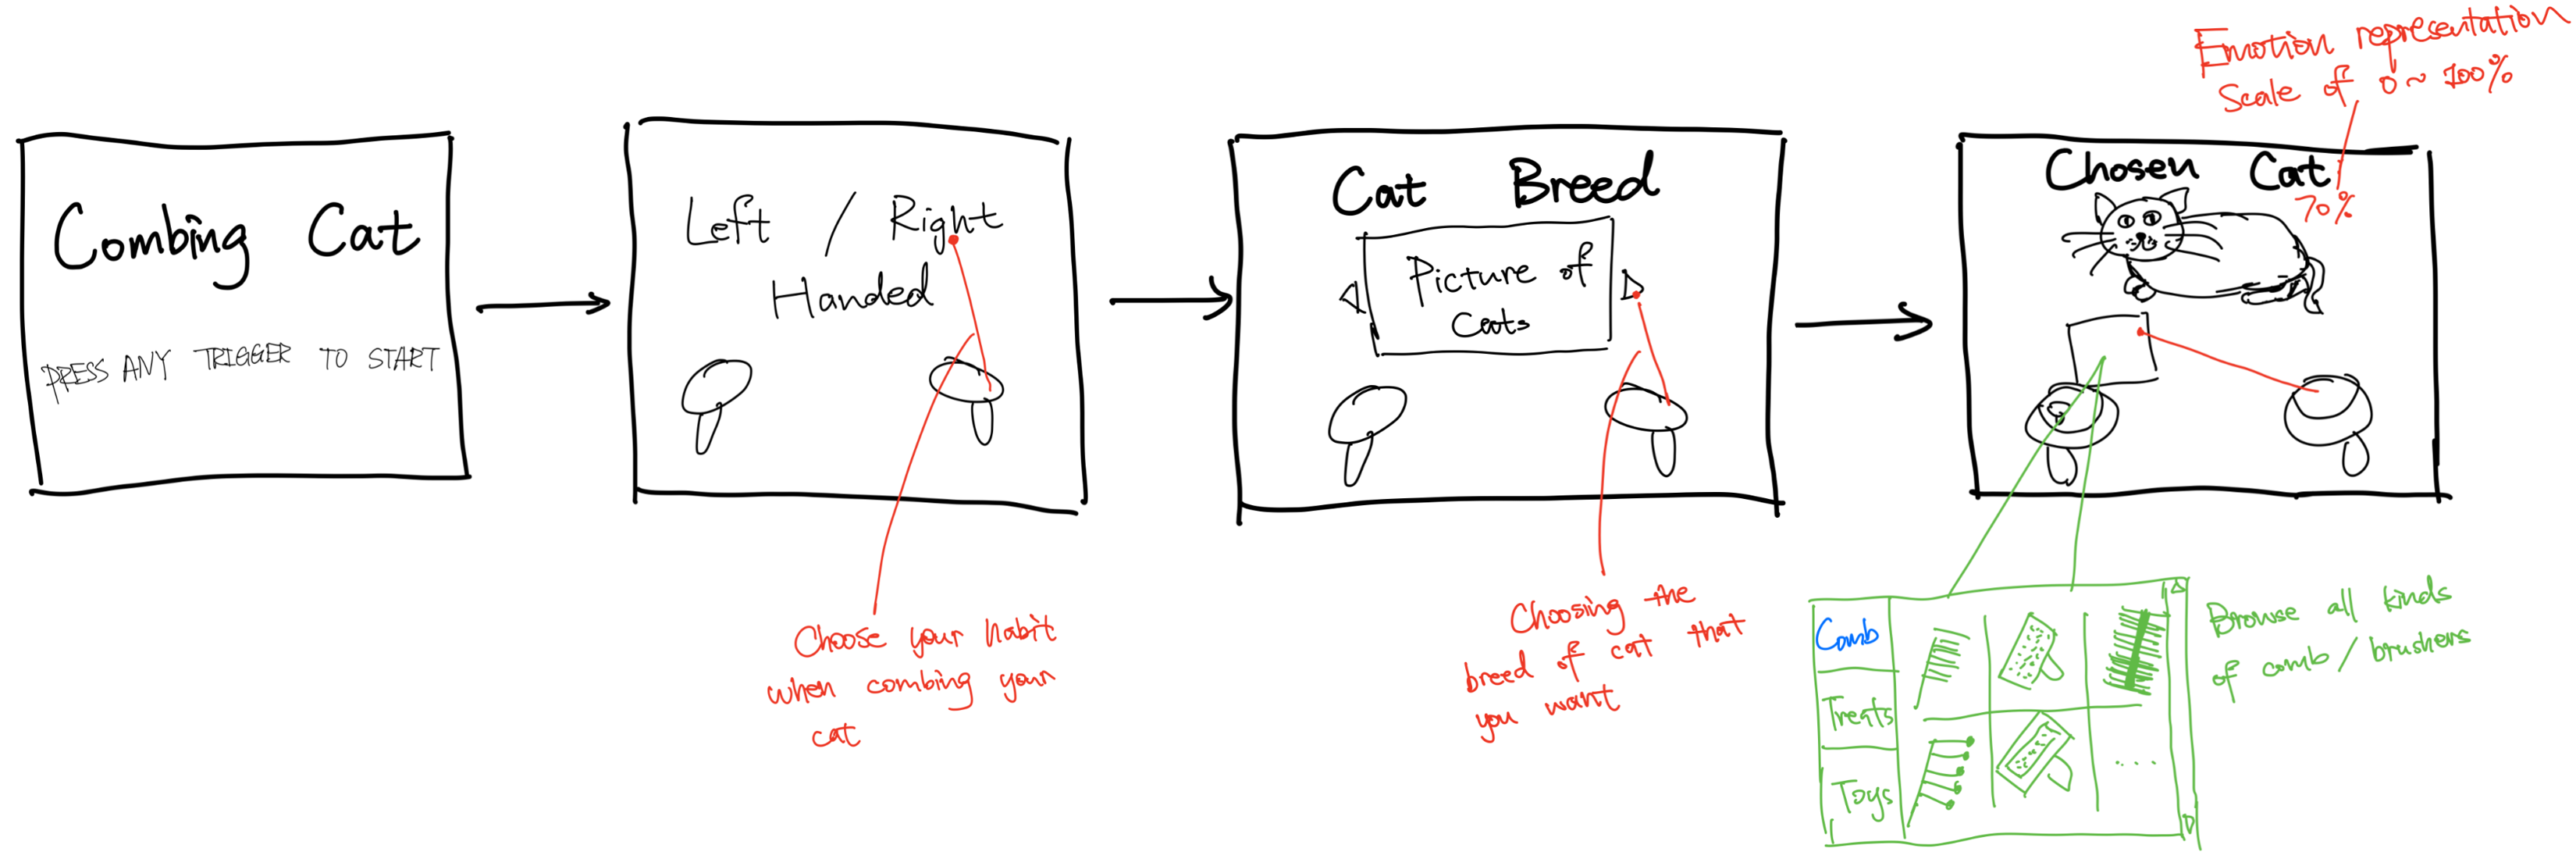 Combing Cat
PRESS ANY TRIGGER TO START
Left / Right
Handed
Choose your habit
when combing your
cat
Cat Breed
Picture of
Cats
Choosing the
breed of cat that
you want
Emotion representation
Scale of 0 ~ 100%
Chosen Cat
70%
Comb
Treats
Toys
....
Browse all kinds
of comb / brushers